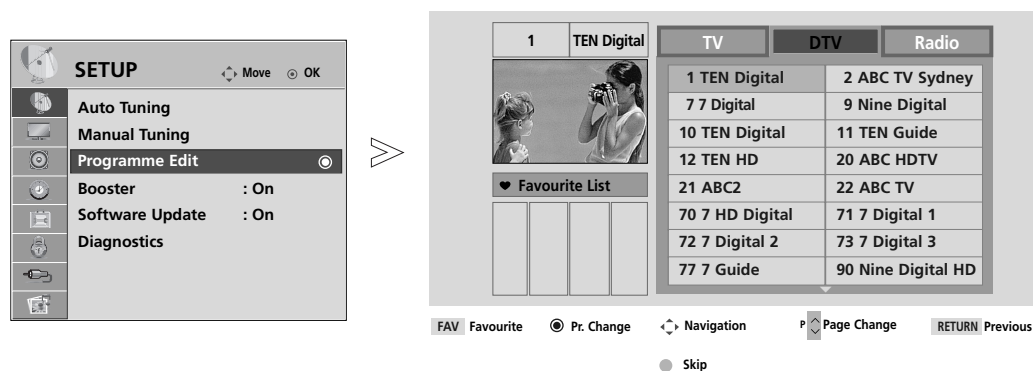 SETUP Move OK
Auto Tuning
Manual Tuning
Programme Edit
Booster : On
Software Update : On
Diagnostics
1 TEN Digital
Favourite List
TV DTV Radio
1 TEN Digital 2 ABC TV Sydney
7 7 Digital 9 Nine Digital
10 TEN Digital 11 TEN Guide
12 TEN HD 20 ABC HDTV
21 ABC2 22 ABC TV
70 7 HD Digital 71 7 Digital 1
72 7 Digital 2 73 7 Digital 3
77 7 Guide 90 Nine Digital HD
FAV Favourite Pr. Change Navigation P Page Change RETURN Previous
Skip